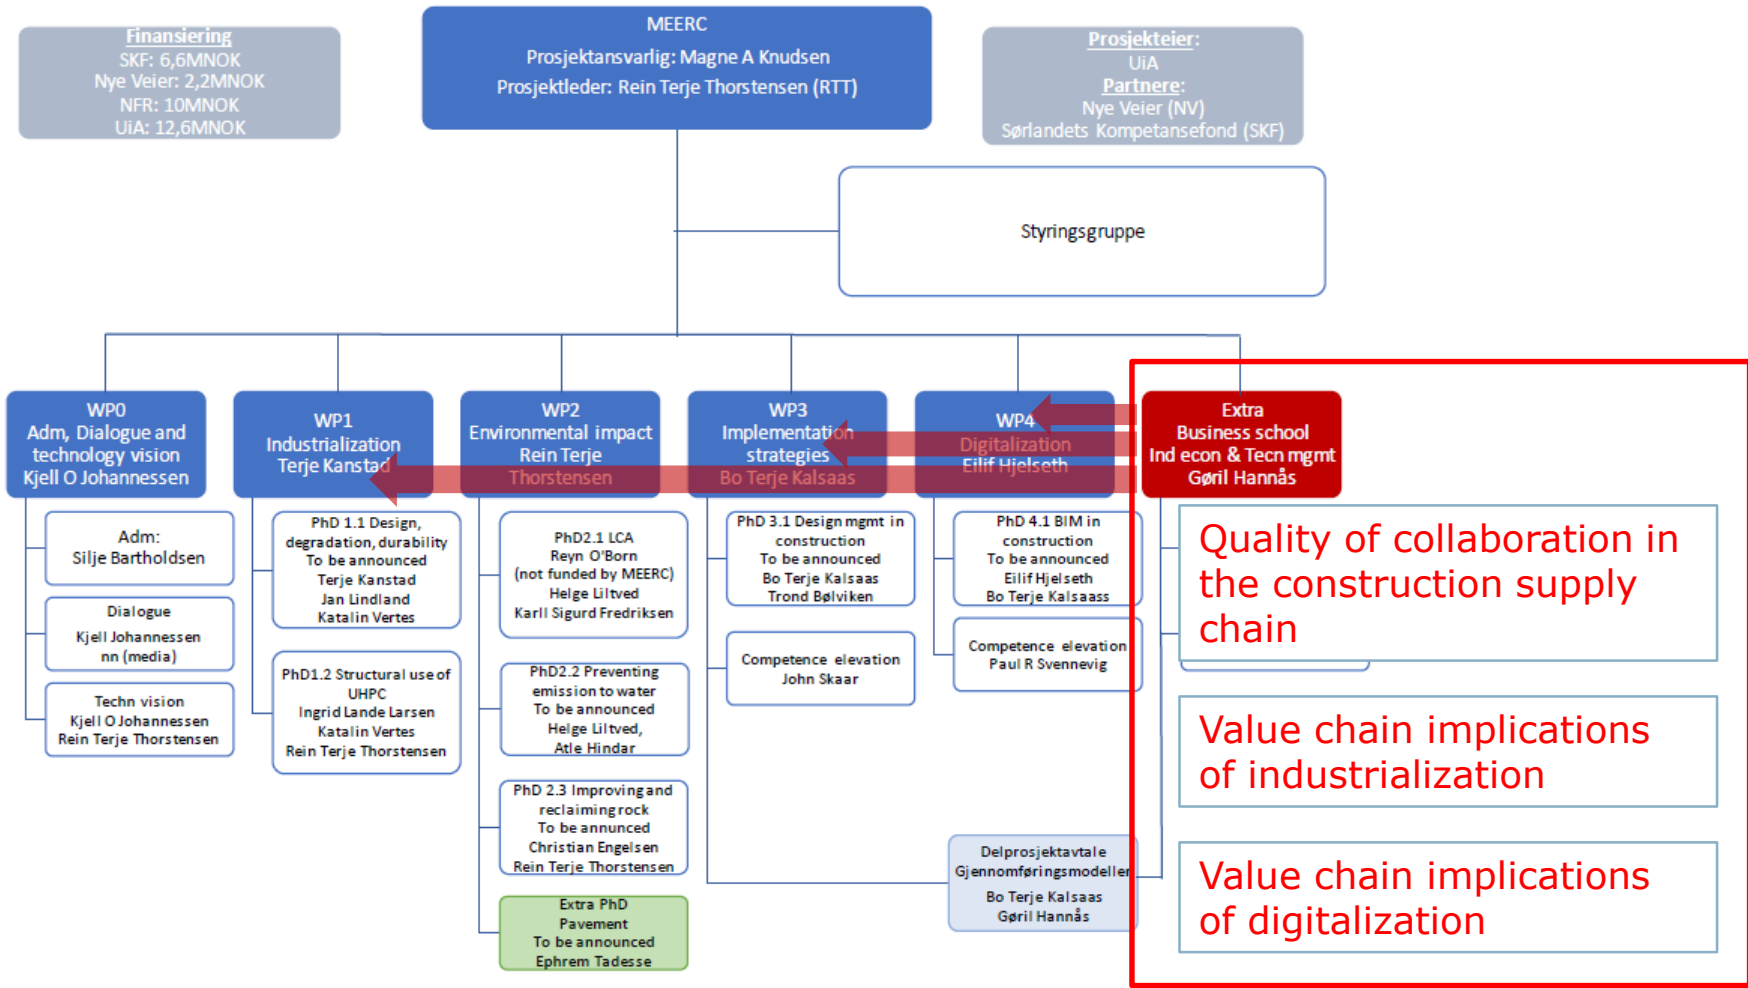 Finansiering
SKF: 6,6MNOK
Nye Veier: 2,2MNOK
NFR: 10MNOK
UiA: 12,6MNOK
MEERC
Prosjektansvarlig: Magne A Knudsen
Prosjektleder: Rein Terje Thorstensen (RTT)
Prosjekteier:
UiA
Partnere:
Nye Veier (NV)
Sørlandets Kompetansefond (SKF)
Styringsgruppe
WP0
Adm, Dialogue and
technology vision
Kjell O Johannessen
Adm:
Silje Bartholdsen
Dialogue
Kjell Johannessen
nn (media)
Techn vision
Kjell O Johannessen
Rein Terje Thorstensen
WP1
Industrialization
Terje Kanstad
PhD 1.1 Design,
degradation, durability
To be announced
Terje Kanstad
Jan Lindland
Katalin Vertes
PhD1.2 Structural use of
UHPC
Ingrid Lande Larsen
Katalin Vertes
Rein Terje Thorstensen
WP2
Environmental impact
Rein Terje
Thorstensen
PhD2.1 LCA
Reyn O'Born
(not funded by MEERC)
Helge Liltved
Karll Sigurd Fredriksen
PhD2.2 Preventing
emission to water
To be announced
Helge Liltved,
Atle Hindar
PhD 2.3 Improving and
reclaiming rock
To be annunced
Christian Engelsen
Rein Terje Thorstensen
Extra PhD
Pavement
To be announced
Ephrem Tadesse
WP3
Implementation
strategies
Bo Terje Kalsaas
PhD 3.1 Design mgmt in
construction
To be announced
Bo Terje Kalsaas
Trond Bølviken
Competence elevation
John Skaar
WP4
Digitalization
Eilif Hjelseth
PhD 4.1 BIM in
construction
To be announced
Eilif Hjelseth
Bo Terje Kalsaass
Competence elevation
Paul R Svennevig
Delprosjektavtale
Gjennomføringsmodeller
Bo Terje Kalsaas
Gøril Hannås
Extra
Business school
Ind econ & Tecn mgmt
Gøril Hannås
Quality of collaboration in
the construction supply
chain
Value chain implications
of industrialization
Value chain implications
of digitalization